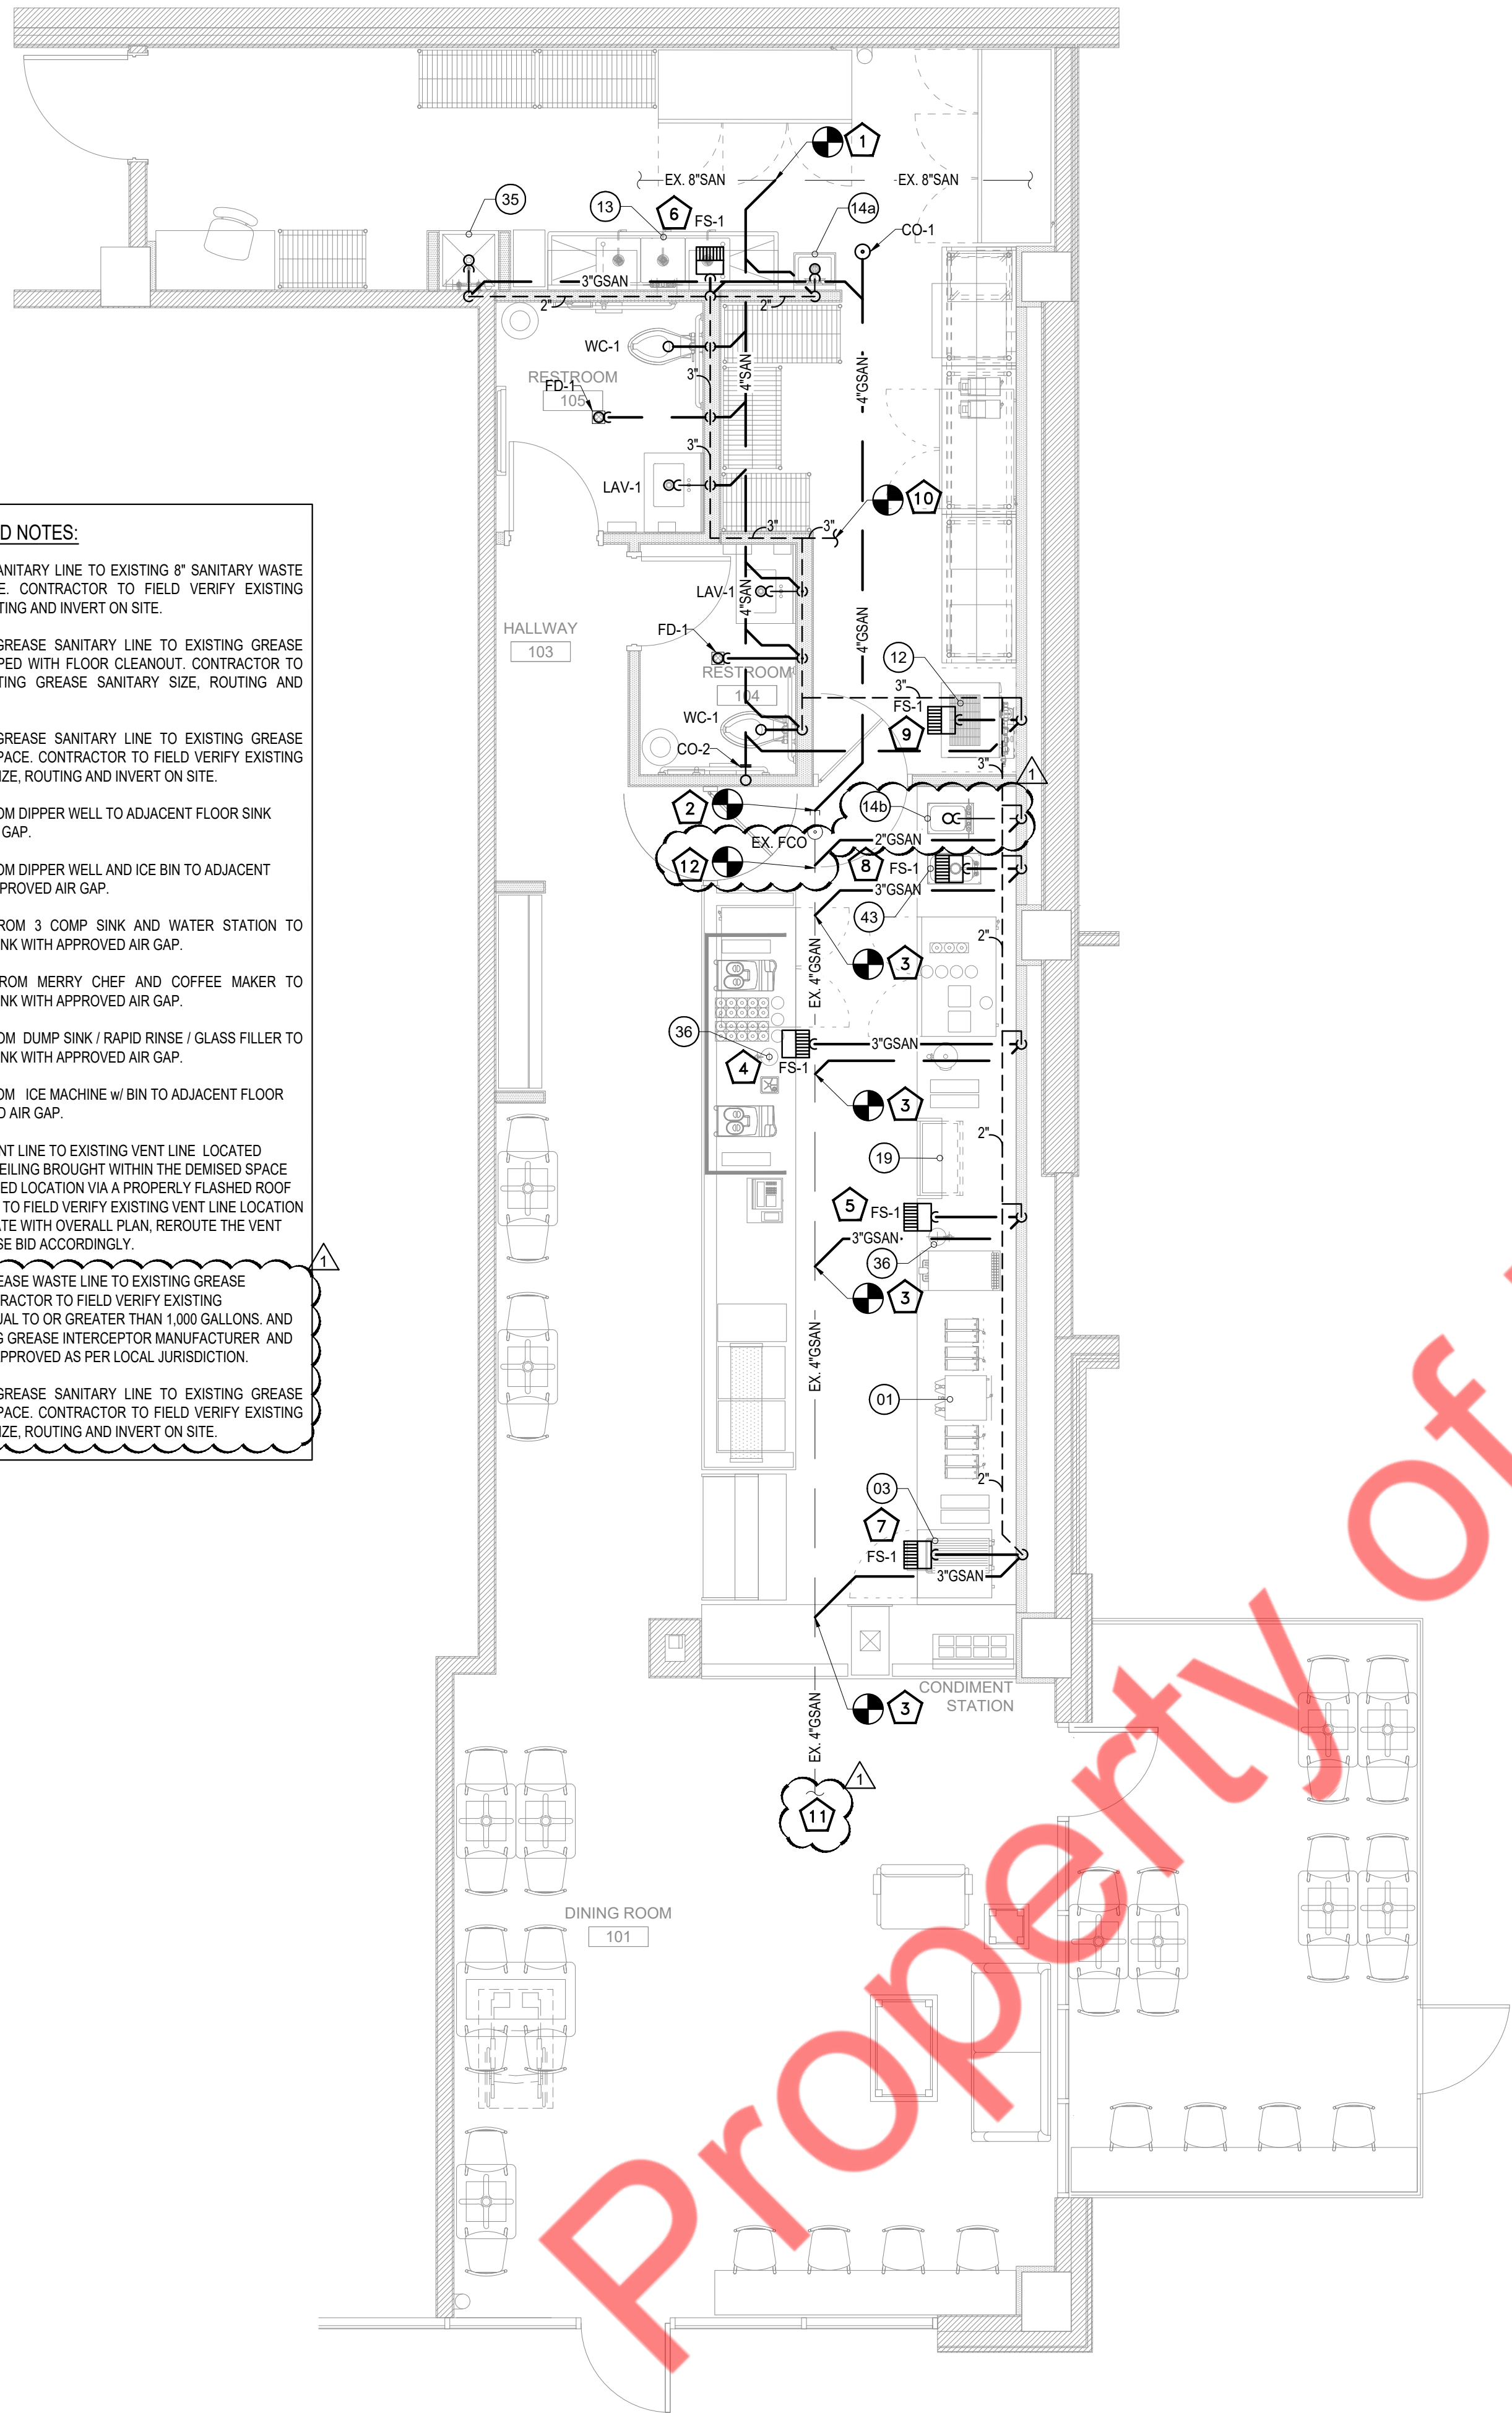 D NOTES:
ANITARY LINE TO EXISTING 8" SANITARY WASTE
E. CONTRACTOR TO FIELD VERIFY EXISTING
TING AND INVERT ON SITE.
GREASE SANITARY LINE TO EXISTING GREASE
PED WITH FLOOR CLEANOUT. CONTRACTOR TO
TING GREASE SANITARY SIZE, ROUTING AND
GREASE SANITARY LINE TO EXISTING GREASE
PACE. CONTRACTOR TO FIELD VERIFY EXISTING
IZE, ROUTING AND INVERT ON SITE.
OM DIPPER WELL TO ADJACENT FLOOR SINK
GAP.
OM DIPPER WELL AND ICE BIN TO ADJACENT
PPROVED AIR GAP.
ROM 3 COMP SINK AND WATER STATION TO
NK WITH APPROVED AIR GAP.
ROM MERRY CHEF AND COFFEE MAKER TO
NK WITH APPROVED AIR GAP.
OM DUMP SINK / RAPID RINSE / GLASS FILLER TO
NK WITH APPROVED AIR GAP.
OM ICE MACHINE w/ BIN TO ADJACENT FLOOR
D AIR GAP.
NT LINE TO EXISTING VENT LINE LOCATED
EILING BROUGHT WITHIN THE DEMISED SPACE
ED LOCATION VIA A PROPERLY FLASHED ROOF
TO FIELD VERIFY EXISTING VENT LINE LOCATION
ATE WITH OVERALL PLAN, REROUTE THE VENT
SE BID ACCORDINGLY.
1
EASE WASTE LINE TO EXISTING GREASE
RACTOR TO FIELD VERIFY EXISTING
UAL TO OR GREATER THAN 1,000 GALLONS. AND
G GREASE INTERCEPTOR MANUFACTURER AND
APPROVED AS PER LOCAL JURISDICTION.
GREASE SANITARY LINE TO EXISTING GREASE
PACE. CONTRACTOR TO FIELD VERIFY EXISTING
IZE, ROUTING AND INVERT ON SITE.
1
EX. 8"SAN
EX. 8"SAN
35
13
6
FS-1
14a
CO-1
3"GSAN
2"
2"
WC-1
RESTROOM
105
FD-1
3"
4"SAN
4"GSAN
3"
LAV-1
10
3"
3"
4"SAN
LAV-1
HALLWAY
103
FD-1
4"GSAN
12
RESTROOM
104
3"
FS-1
WC-1
9
CO-2
3"
1
2
14b
EX. FCO
2"GSAN
12
8
FS-1
3"GSAN
43
2"
EX. 4"GSAN
3
36
3"GSAN
4
FS-1
3
2"
19
5
FS-1
3"GSAN
36
3
EX. 4"GSAN
01
2"
03
7
FS-1
3"GSAN
CONDIMENT
STATION
3
EX. 4"GSAN
1
11
DINING ROOM
101
Property of